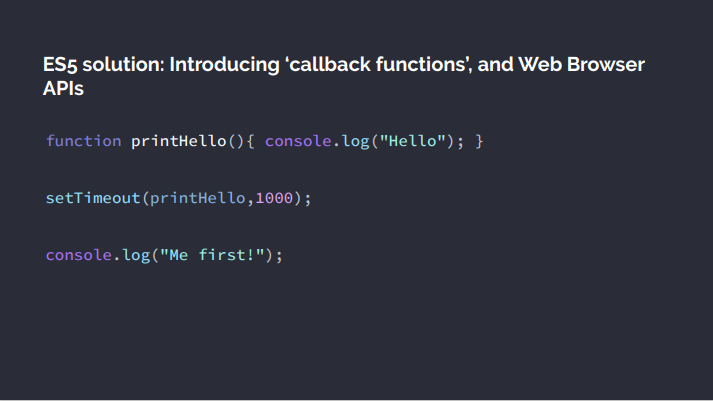 ES5 solution: Introducing ‘callback functions’, and Web Browser
APIs
function printHello(){ console.log("Hello"); }
setTimeout(printHello,1000);
console.log("Me first!");